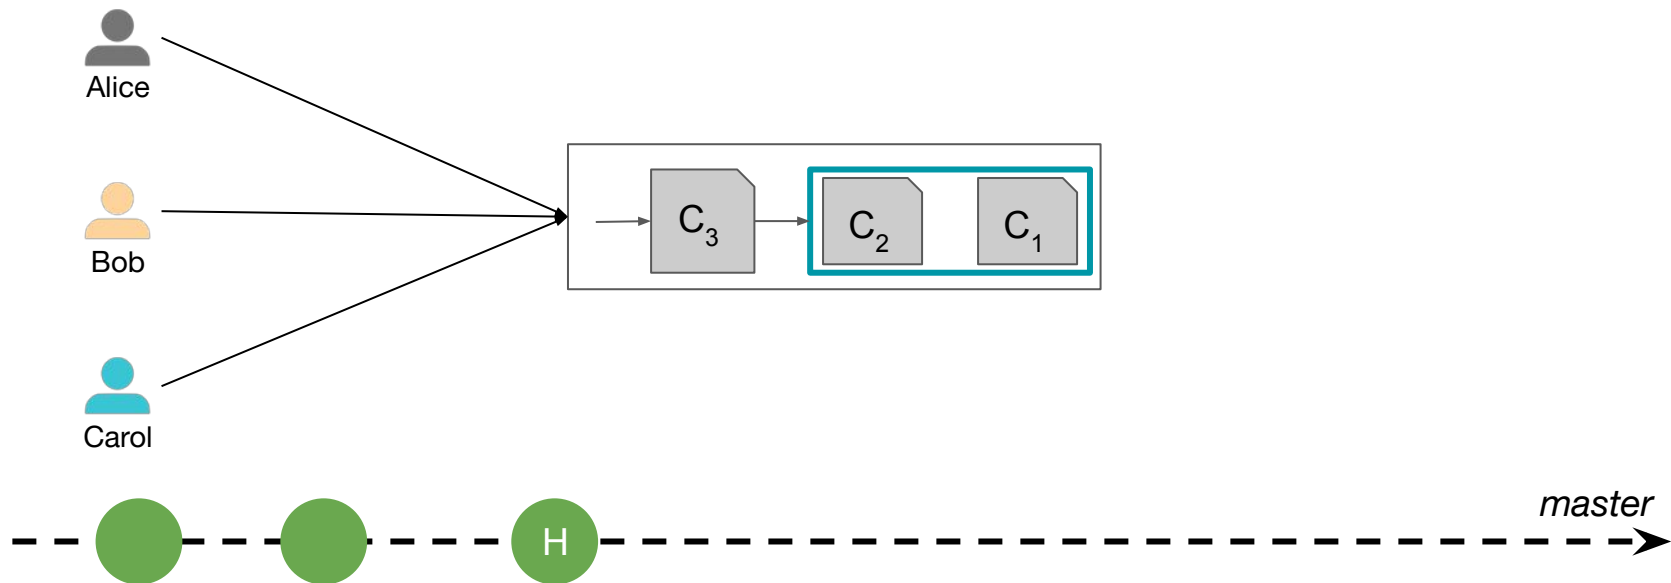 Alice
Bob
Carol
C₃
C₂
C₁
master
H